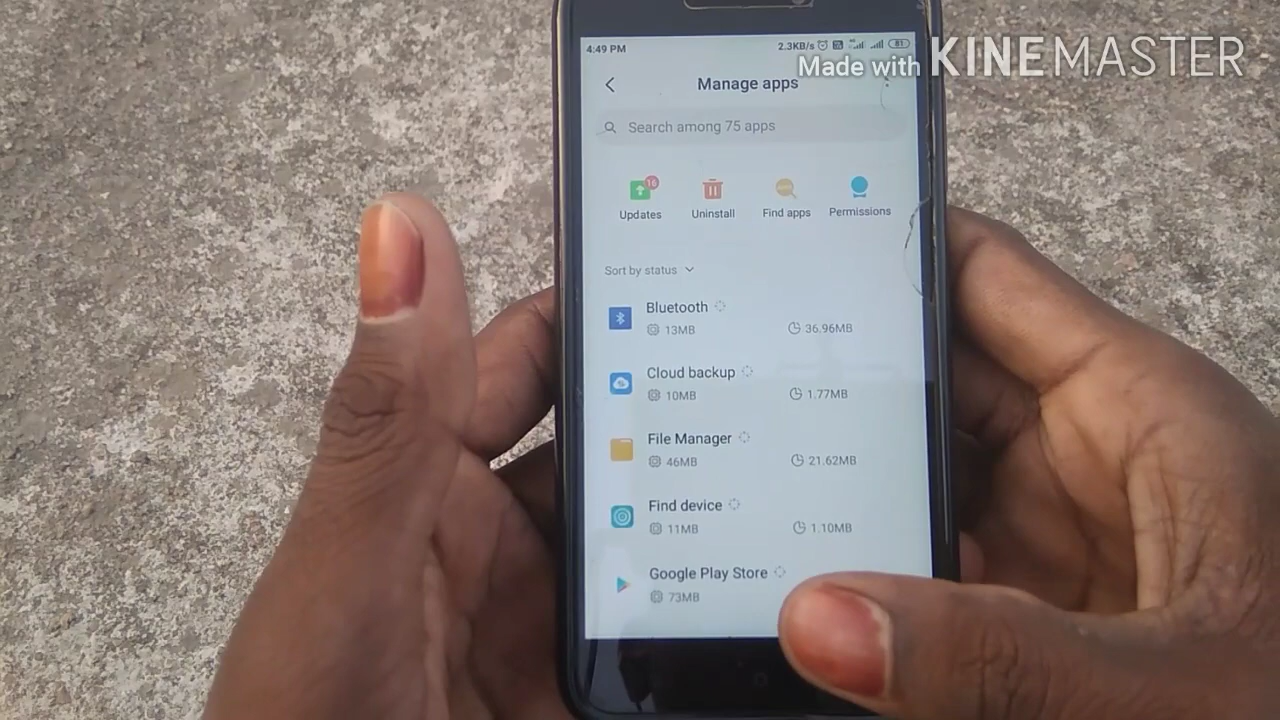 4:49 PM 2.3KB/s 81
Made with KINEMASTER
Manage apps
Search among 75 apps
16
Updates Uninstall Find apps Permissions
Sort by status
Bluetooth
13MB 36.96MB
Cloud backup
10MB 1.77MB
File Manager
46MB 21.62MB
Find device
11MB 1.10MB
Google Play Store
73MB